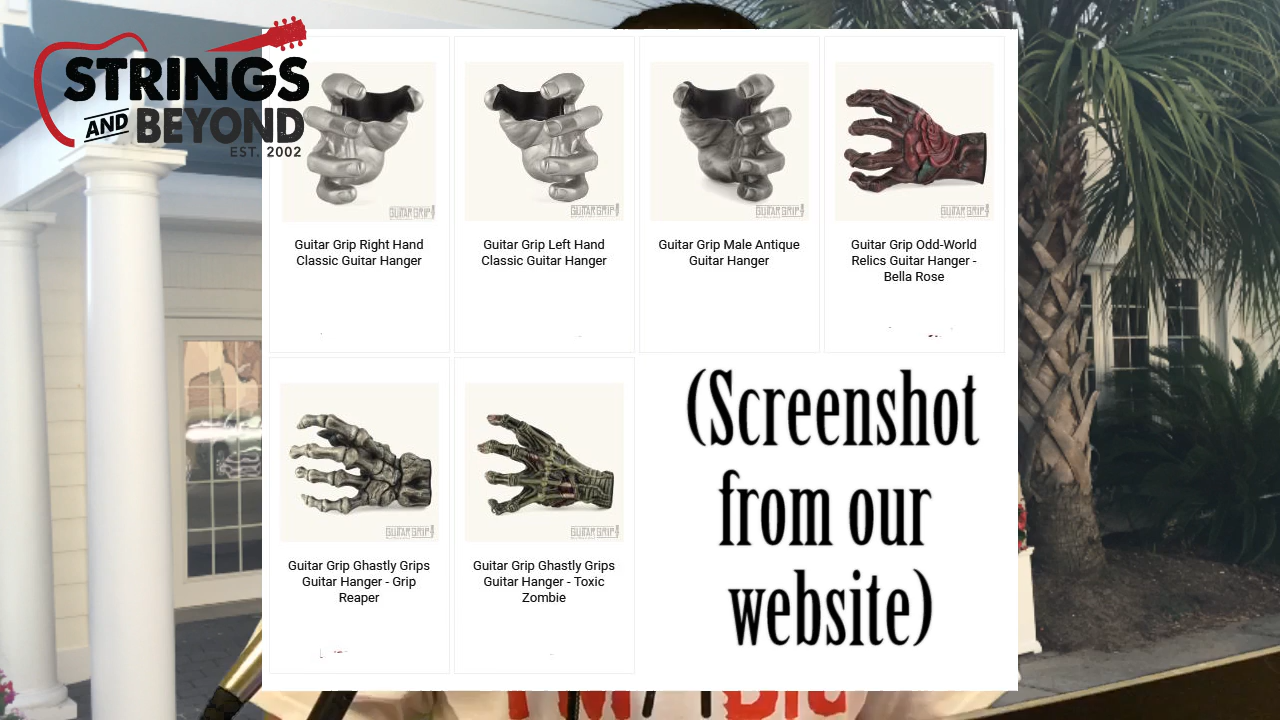 STRINGS
AND BEYOND
EST. 2002
GUITAR GRIP
GUITAR GRIP
GUITAR GRIP
GUITAR GRIP
Guitar Grip Right Hand
Classic Guitar Hanger
Guitar Grip Left Hand
Classic Guitar Hanger
Guitar Grip Male Antique
Guitar Hanger
Guitar Grip Odd-World
Relics Guitar Hanger -
Bella Rose
GUITAR GRIP
GUITAR GRIP
Guitar Grip Ghastly Grips
Guitar Hanger - Grip
Reaper
Guitar Grip Ghastly Grips
Guitar Hanger - Toxic
Zombie
(Screenshot
from our
website)